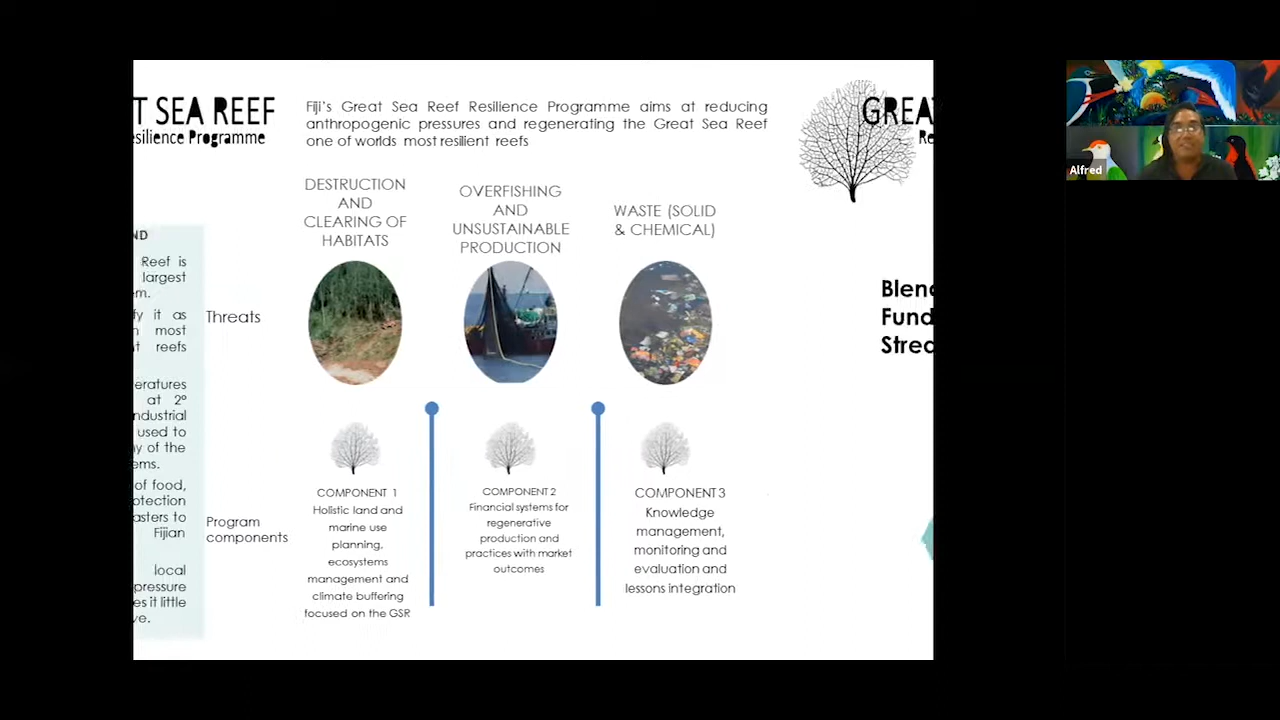 T SEA REEF
esilience Programme
Fiji's Great Sea Reef Resilience Programme aims at reducing
anthropogenic pressures and regenerating the Great Sea Reef
one of worlds most resilient reefs
GREA
Re
Alfred
DESTRUCTION
AND
CLEARING OF
HABITATS
OVERFISHING
AND
UNSUSTAINABLE
PRODUCTION
WASTE (SOLID
& CHEMICAL)
ND
Reef is
largest
em.
fy it as
most
reefs
eratures
at 2°
ndustrial
used to
y of the
ems.
of food,
otection
asters to
Fijian
local
pressure
es it little
ve.
Threats
Program
components
COMPONENT 1
Holistic land and
marine use
planning,
ecosystems
management and
climate buffering
focused on the GSR
COMPONENT 2
Financial systems for
regenerative
production and
practices with market
outcomes
COMPONENT 3
Knowledge
management,
monitoring and
evaluation and
lessons integration
Blen
Fund
Strea